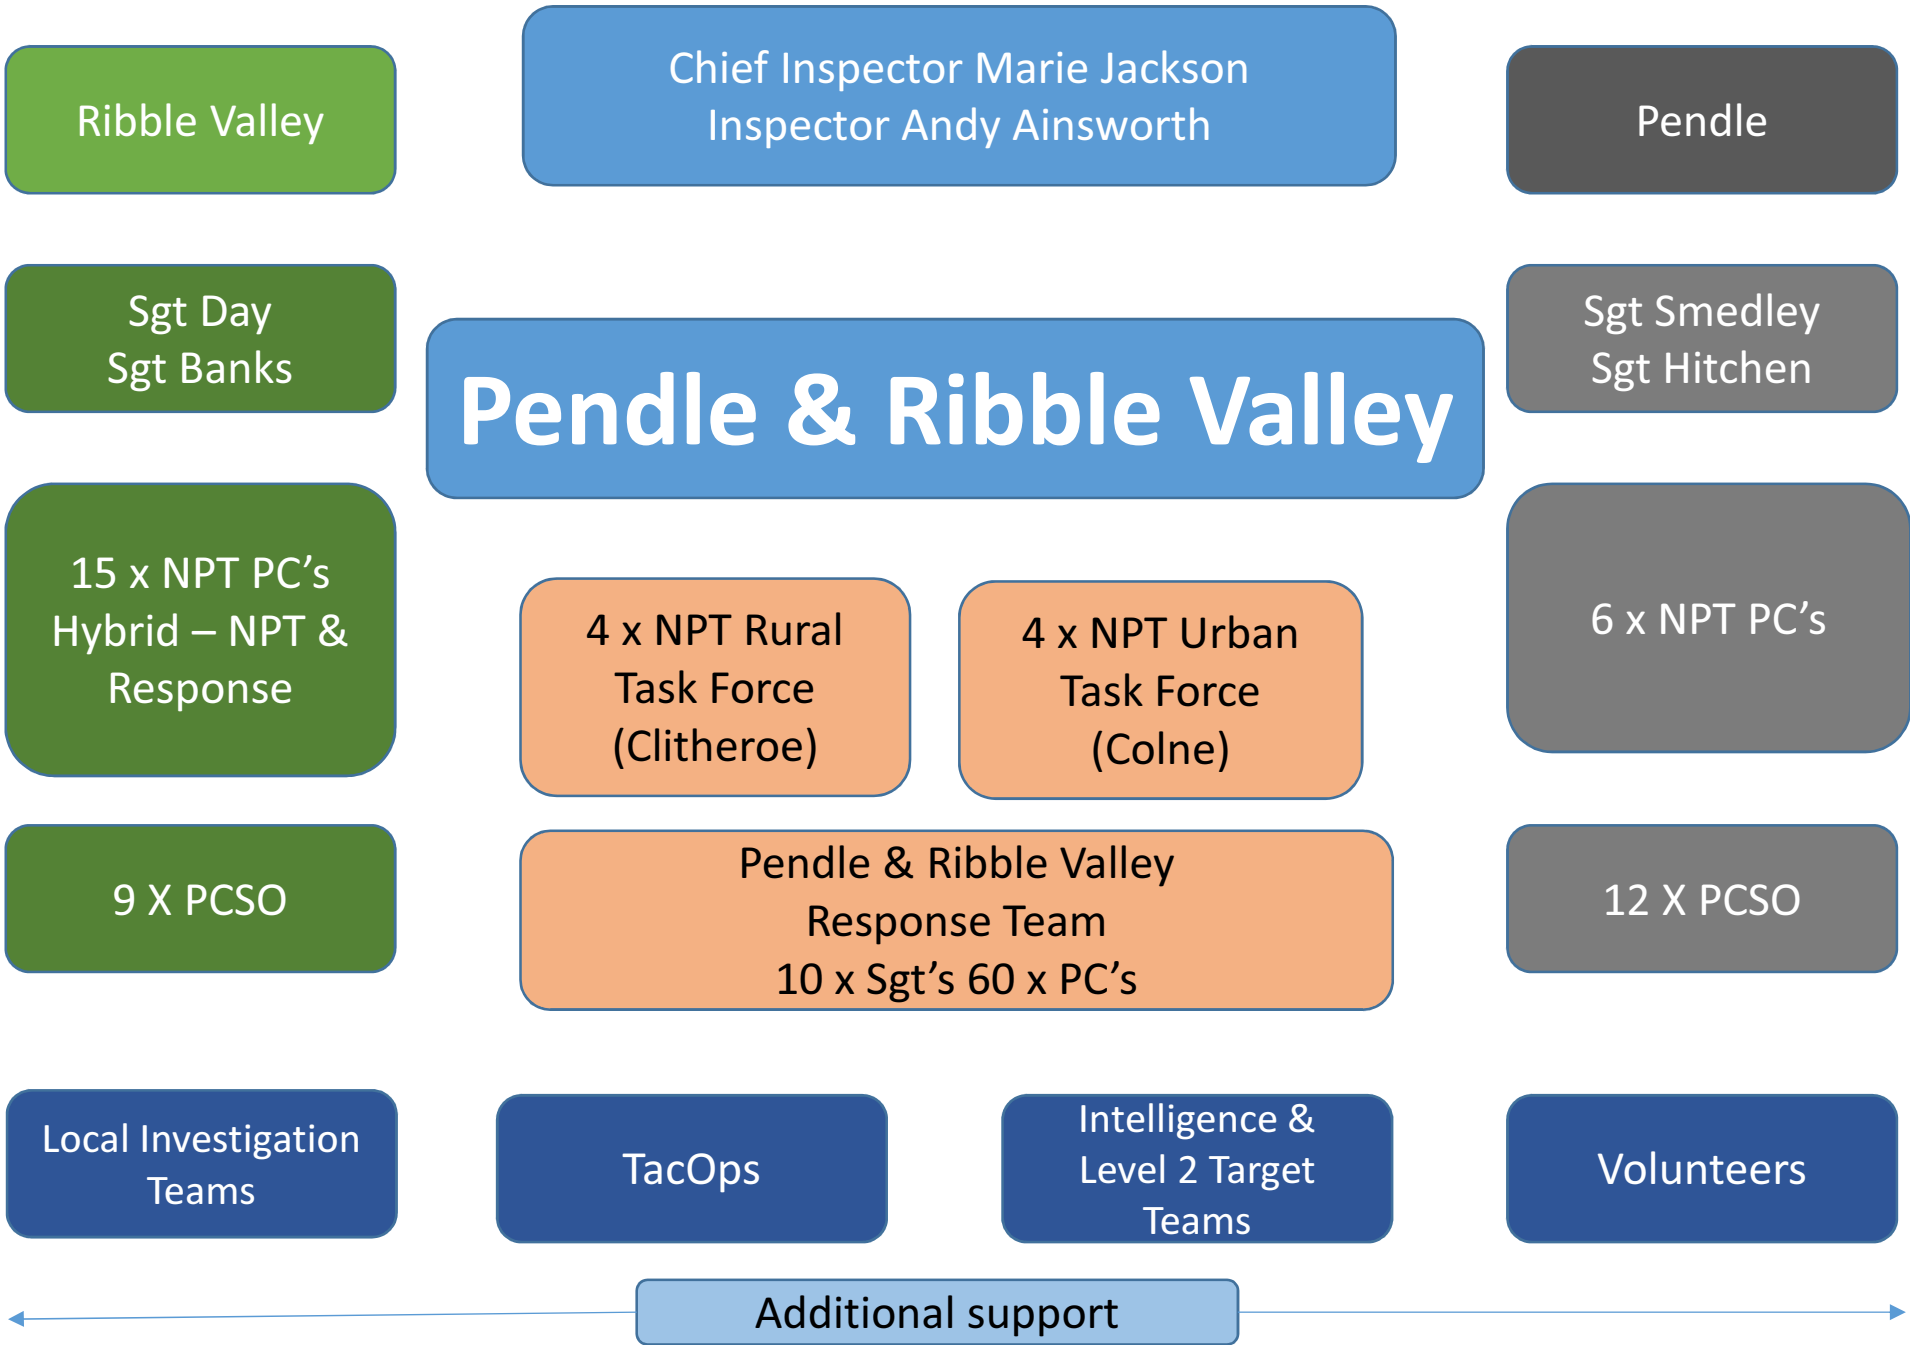 Ribble Valley
Chief Inspector Marie Jackson
Inspector Andy Ainsworth
Pendle
Sgt Day
Sgt Banks
Pendle & Ribble Valley
Sgt Smedley
Sgt Hitchen
15 x NPT PC’s
Hybrid – NPT &
Response
4 x NPT Rural
Task Force
(Clitheroe)
4 x NPT Urban
Task Force
(Colne)
6 x NPT PC’s
9 X PCSO
Pendle & Ribble Valley
Response Team
10 x Sgt’s 60 x PC’s
12 X PCSO
Local Investigation
Teams
TacOps
Intelligence &
Level 2 Target
Teams
Volunteers
Additional support